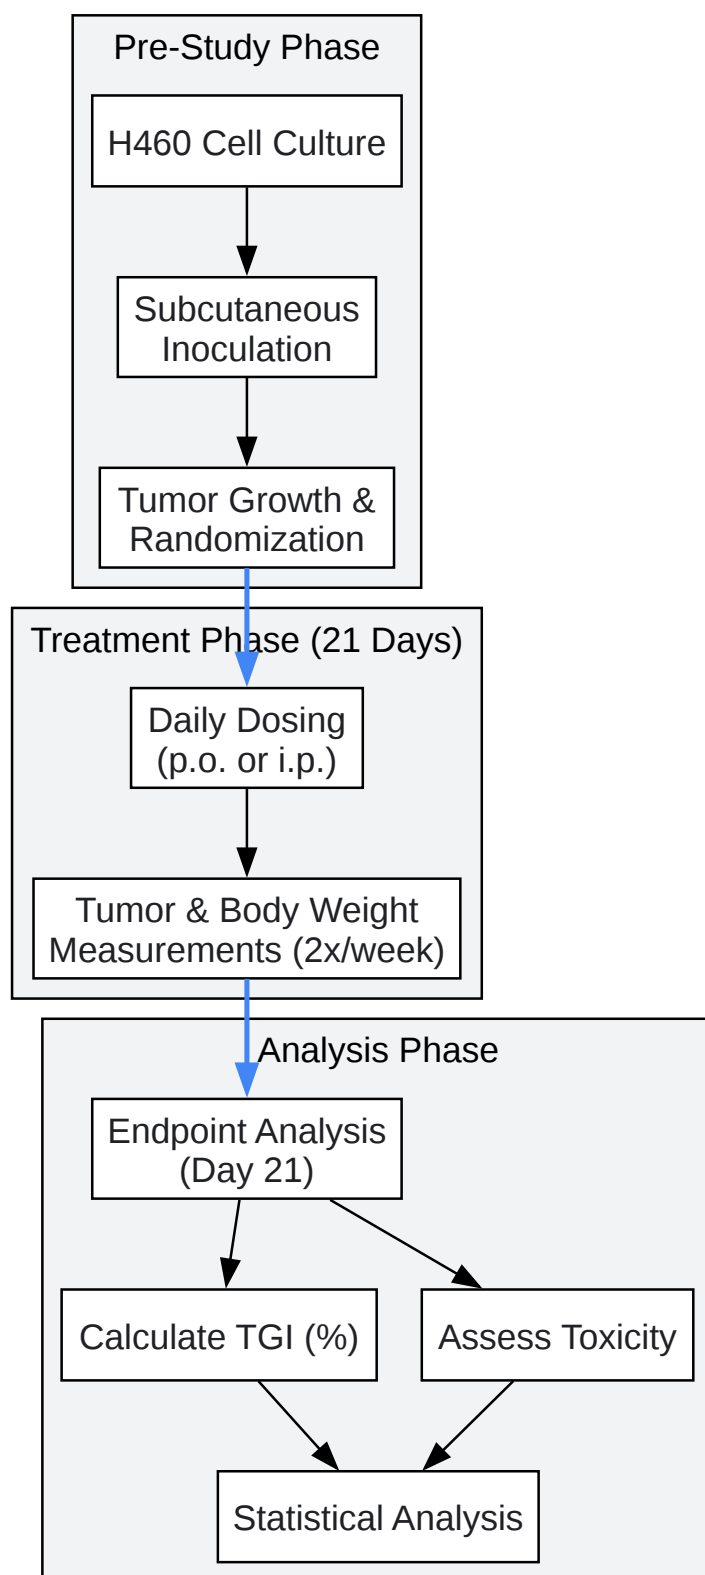 Pre-Study Phase
H460 Cell Culture
Subcutaneous
Inoculation
Tumor Growth &
Randomization
Treatment Phase (21 Days)
Daily Dosing
(p.o. or i.p.)
Tumor & Body Weight
Measurements (2x/week)
Analysis Phase
Endpoint Analysis
(Day 21)
Calculate TGI (%)
Assess Toxicity
Statistical Analysis